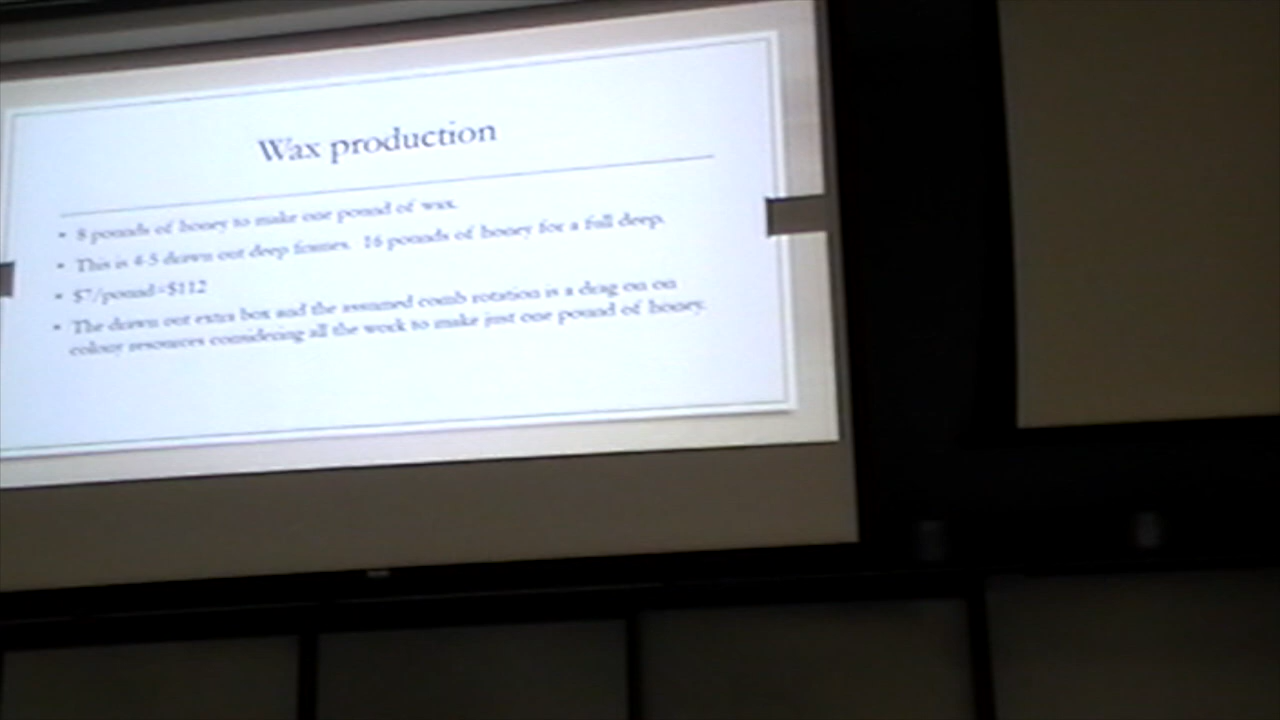 Wax production
• 8 pounds of honey to make one pound of wax.
• This is 4-5 drawn out deep frames. 16 pounds of honey for a full deep.
• $7/pound=$112
• The drawn out extra box and the assumed comb rotation is a drag on on
colony resources considering all the work to make just one pound of honey.